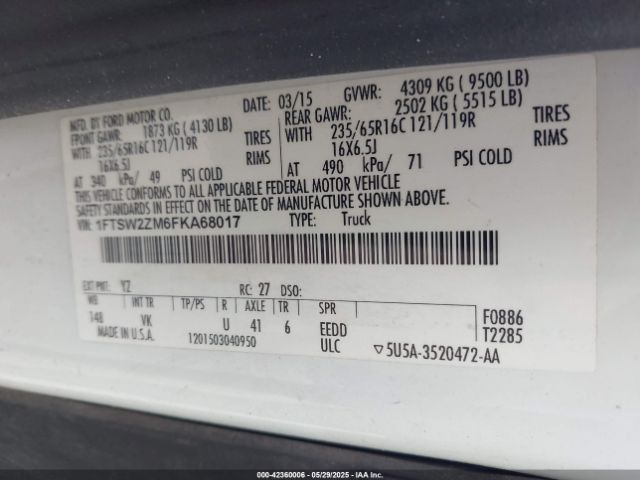 MFD. BY FORD MOTOR CO.
DATE: 03/15 GVWR: 4309 KG ( 9500 LB)
FRONT GAWR: 1873 KG ( 4130 LB)
REAR GAWR: 2502 KG ( 5515 LB)
WITH 235/65R16C 121/119R TIRES
WITH 235/65R16C 121/119R TIRES
16X6.5J RIMS
16X6.5J RIMS
AT 340 kPa/ 49 PSI COLD
AT 490 kPa/ 71 PSI COLD
THIS VEHICLE CONFORMS TO ALL APPLICABLE FEDERAL MOTOR VEHICLE
SAFETY STANDARDS IN EFFECT ON THE DATE OF MANUFACTURE SHOWN ABOVE.
VIN: 1FTSW2ZM6FKA68017 TYPE: Truck
EXT PNT: YZ RC: 27 DSO:
WB INT TR TP/PS R AXLE TR SPR
148 VK U 41 6 EEDD F0886
MADE IN U.S.A. 1201503040950 ULC T2285
▽5U5A-3520472-AA
000-42360006 - 05/29/2025 - IAA, Inc.